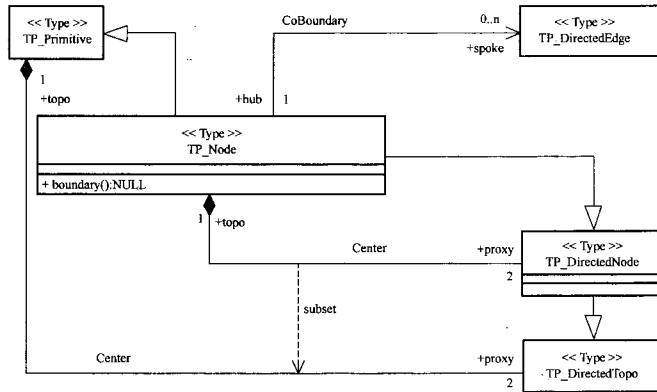 << Type >>
TP_Primitive
CoBoundary
0..n
+spoke
<< Type >>
TP_DirectedEdge
1
+topo
+hub
1
<< Type >>
TP_Node
+ boundary():NULL
1
+topo
Center
+proxy
2
<< Type >>
TP_DirectedNode
subset
Center
+proxy
2
<< Type >>
TP_DirectedTopo